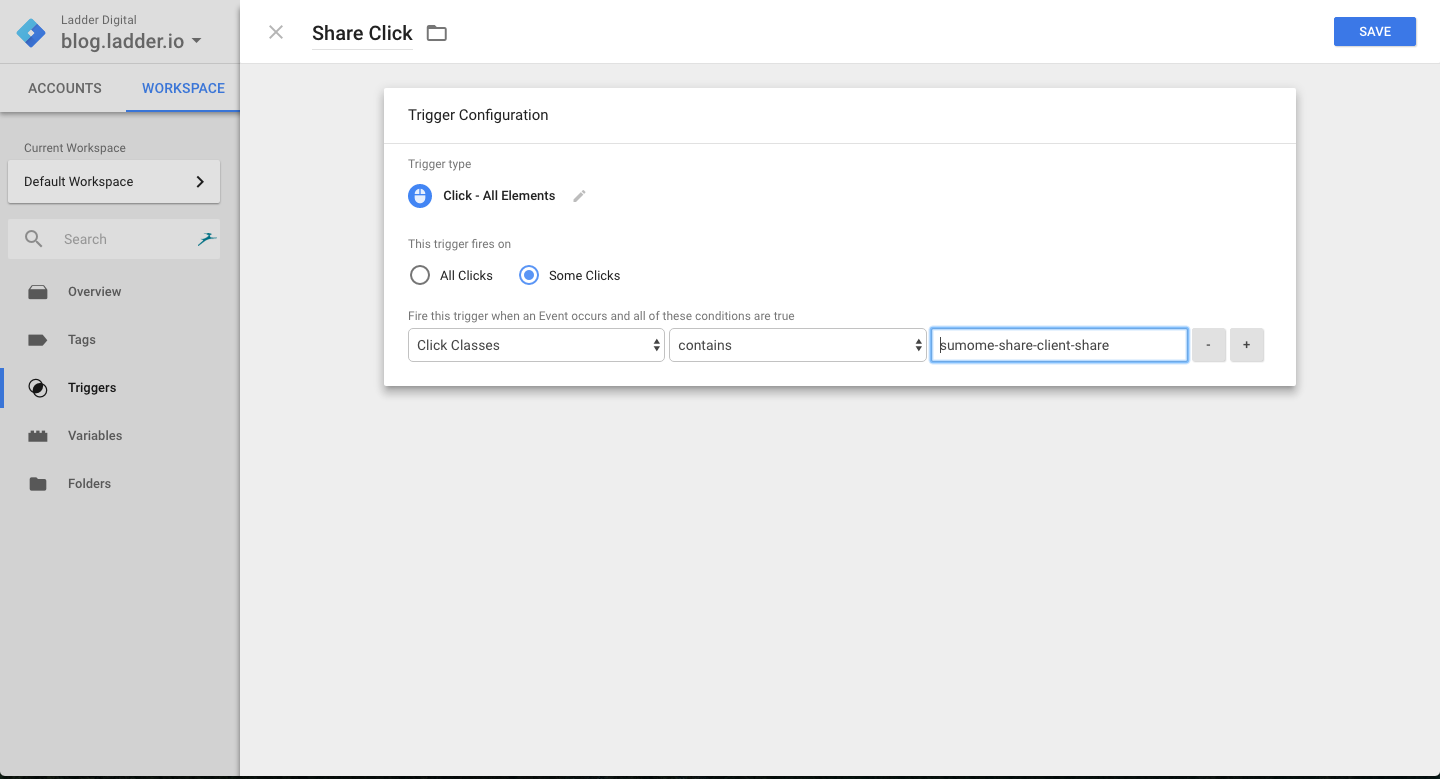 Ladder Digital
blog.ladder.io
Share Click
SAVE
ACCOUNTS WORKSPACE
Current Workspace
Default Workspace
Search
Overview
Tags
Triggers
Variables
Folders
Trigger Configuration
Trigger type
Click - All Elements
This trigger fires on
All Clicks Some Clicks
Fire this trigger when an Event occurs and all of these conditions are true
Click Classes contains sumome-share-client-share - +